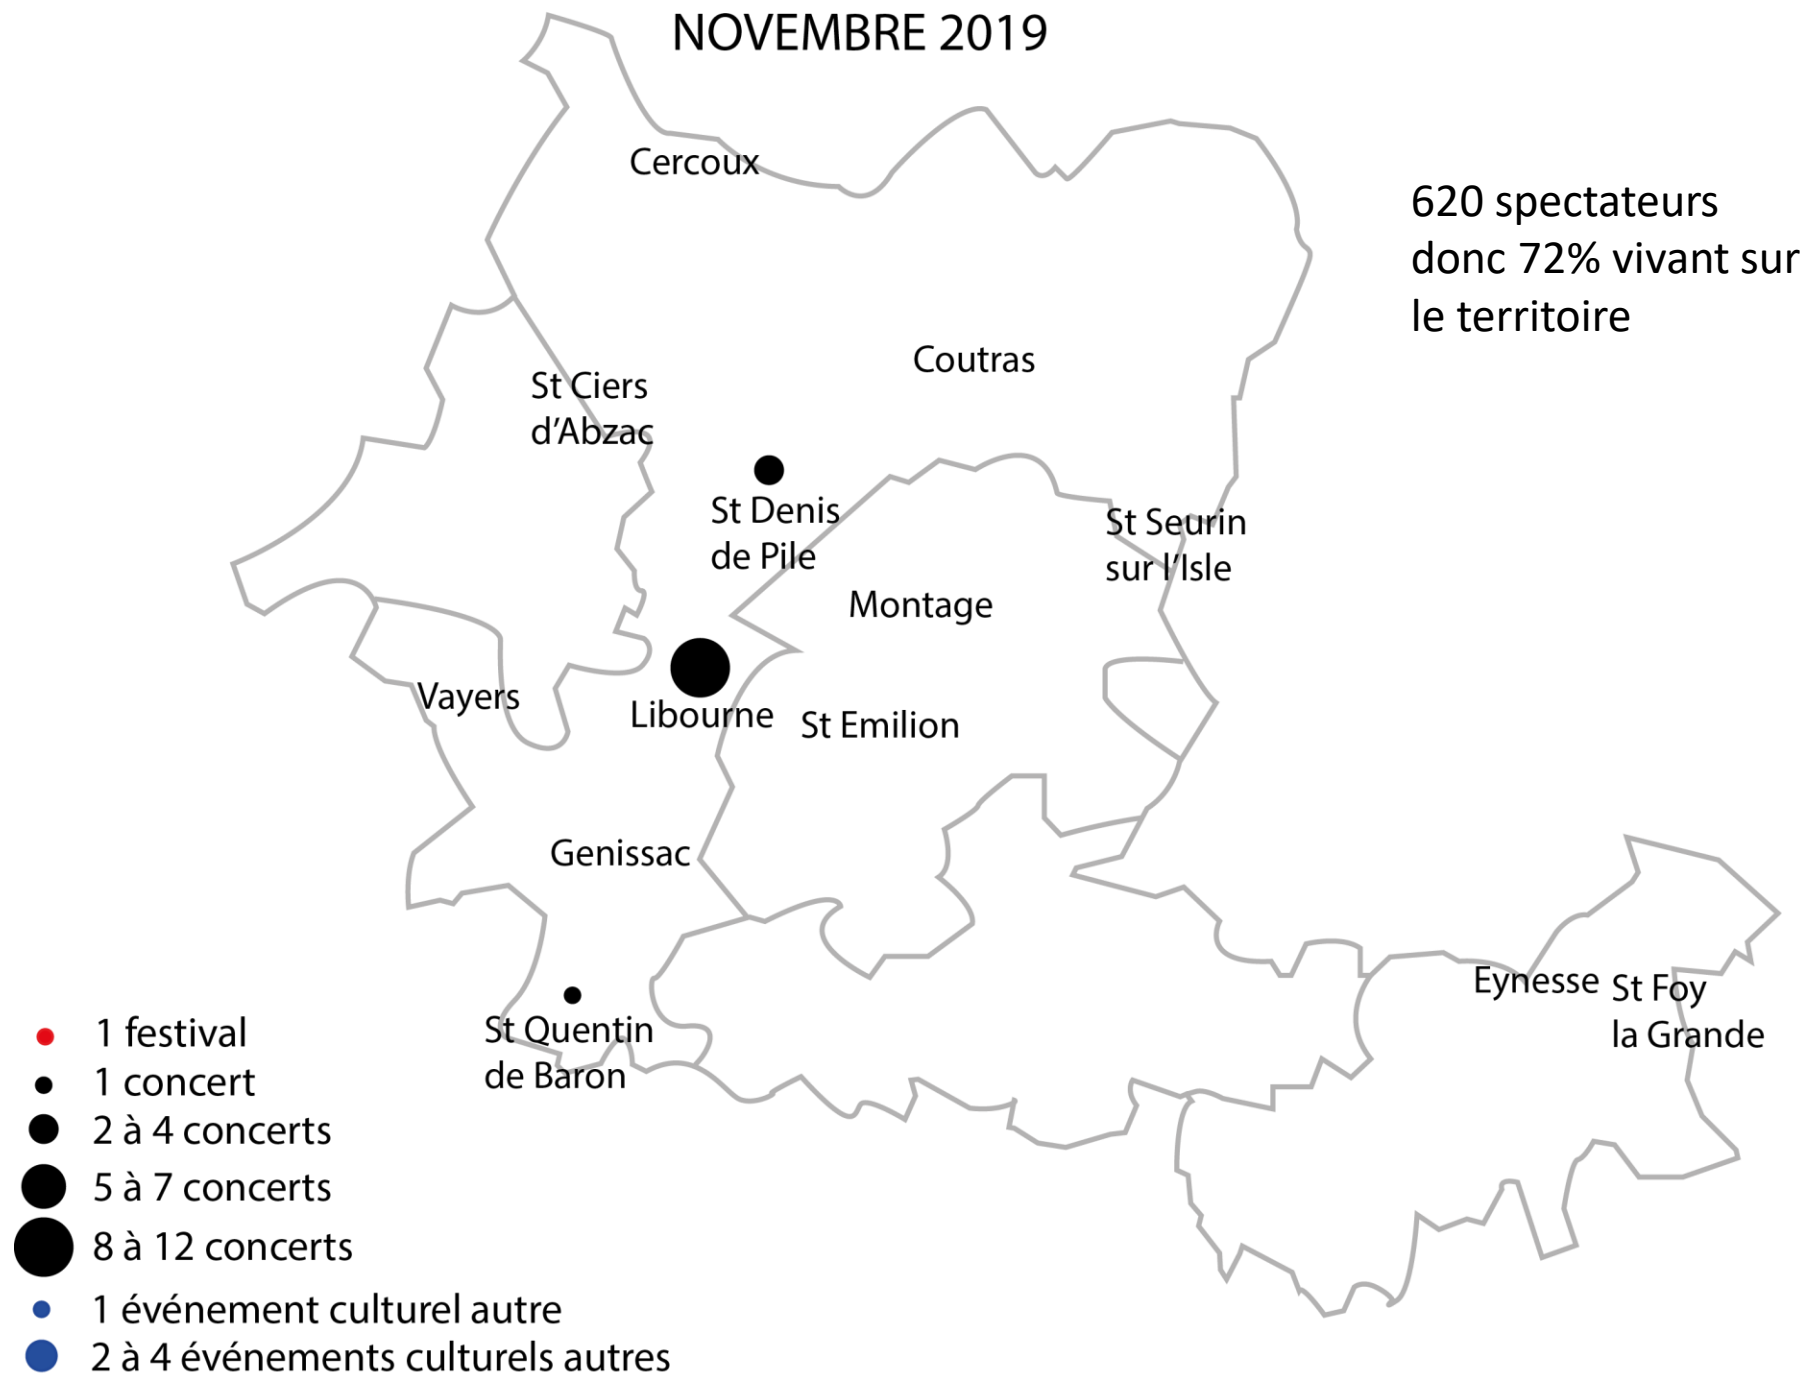 NOVEMBRE 2019
Cercoux
620 spectateurs
donc 72% vivant sur
le territoire
Coutras
St Ciers
d'Abzac
St Denis
de Pile
St Seurin
sur l'Isle
Montage
Vayers
Libourne
St Emilion
Genissac
Eynesse
St Foy
la Grande
St Quentin
de Baron
1 festival
1 concert
2 à 4 concerts
5 à 7 concerts
8 à 12 concerts
1 événement culturel autre
2 à 4 événements culturels autres